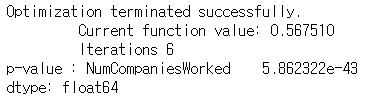 Optimization terminated successfully.
         Current function value: 0.567510
         Iterations 6
p-value : NumCompaniesWorked    5.862322e-43
dtype: float64